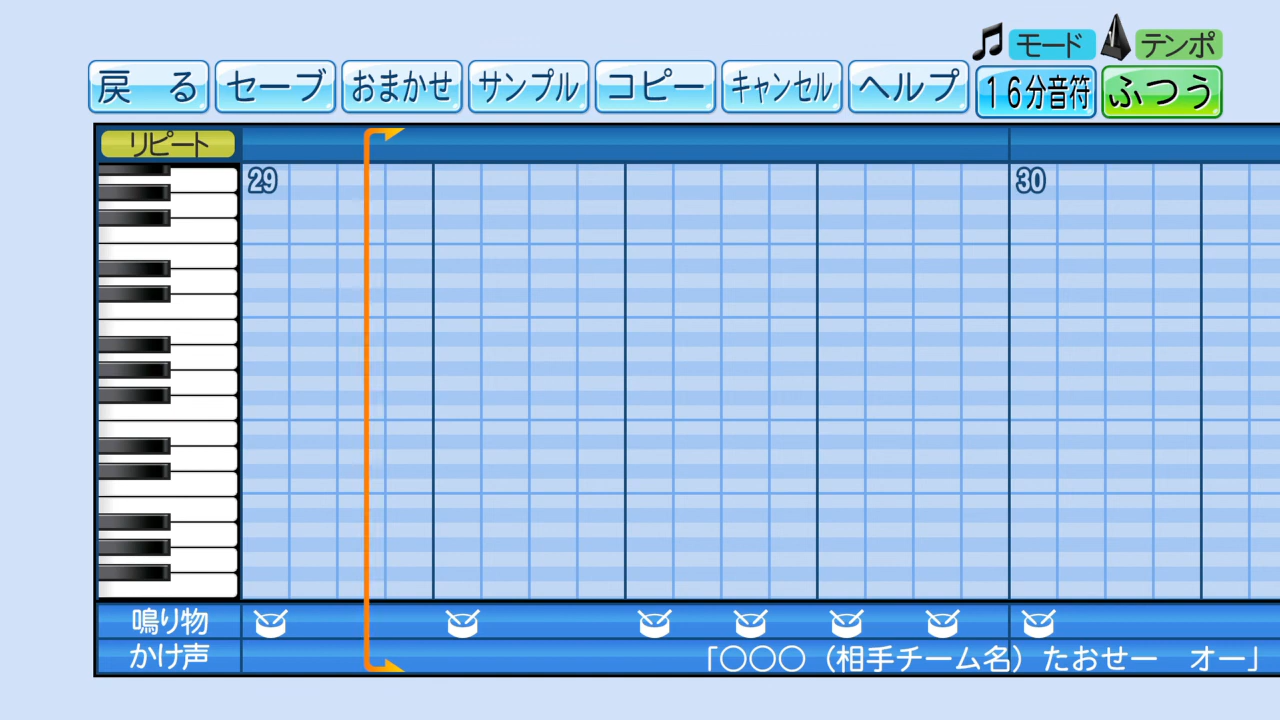 モード テンポ
戻　る セーブ おまかせ サンプル コピー キャンセル ヘルプ 16分音符 ふつう
リピート
29 30
鳴り物
かけ声 「○○○（相手チーム名）たおせー　オー」